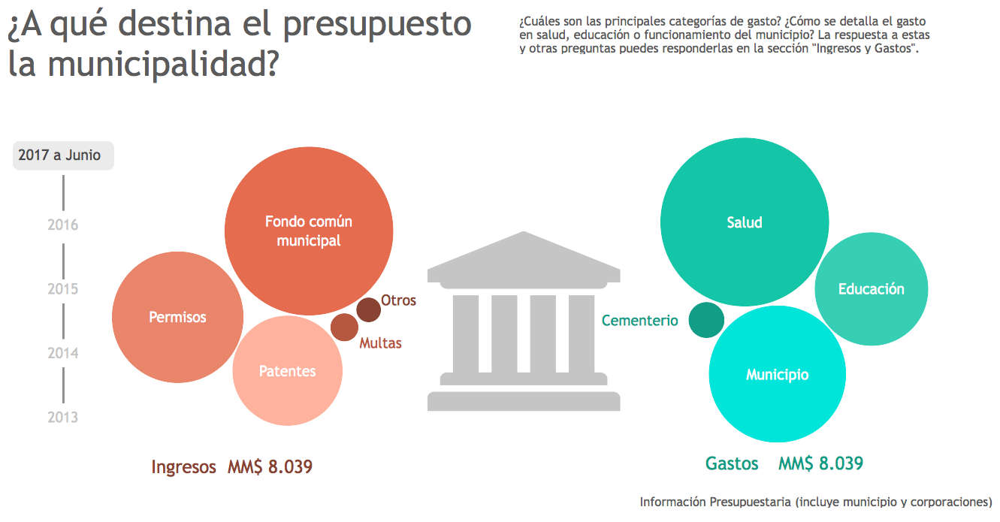 ¿A qué destina el presupuesto
la municipalidad?
¿Cuáles son las principales categorías de gasto? ¿Cómo se detalla el gasto
en salud, educación o funcionamiento del municipio? La respuesta a estas
y otras preguntas puedes responderlas en la sección "Ingresos y Gastos".
2017 a Junio
2016
2015
2014
2013
Fondo común
municipal
Permisos
Otros
Multas
Patentes
Ingresos MM$ 8.039
Salud
Educación
Cementerio
Municipio
Gastos MM$ 8.039
Información Presupuestaria (incluye municipio y corporaciones)